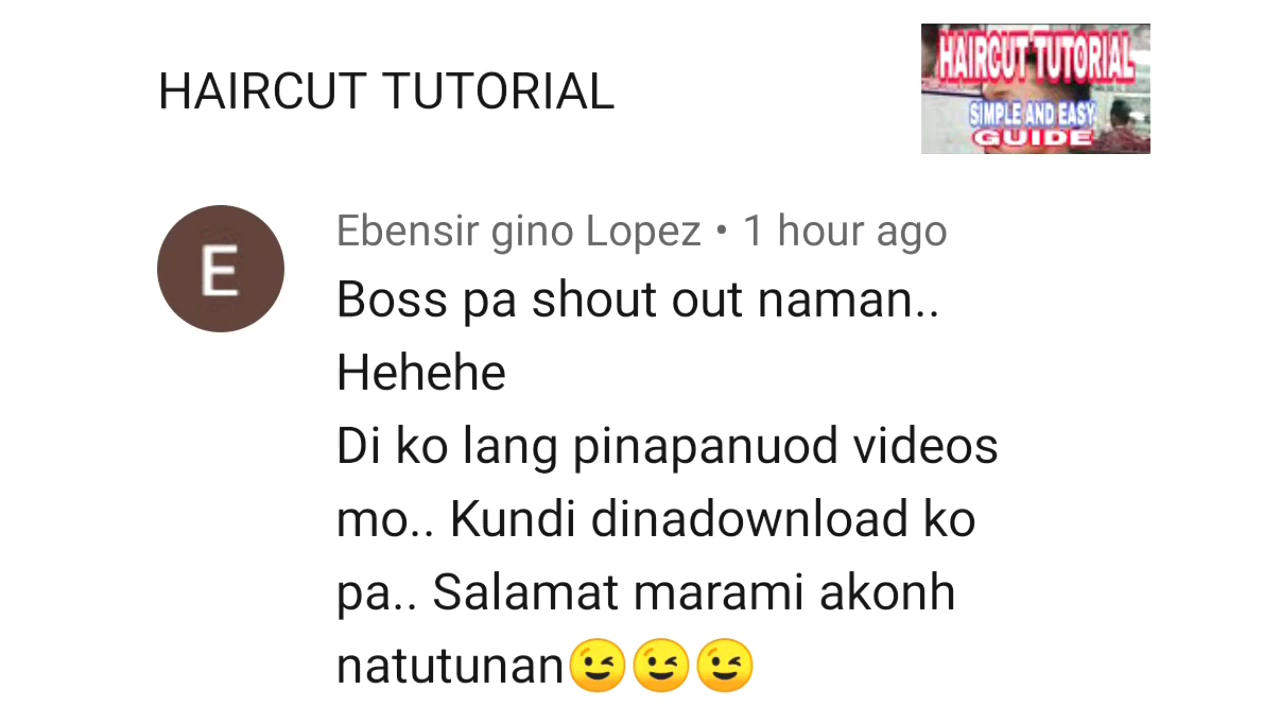 HAIRCUT TUTORIAL
HAIRCUT TUTORIAL
SIMPLE AND EASY
GUIDE
E
Ebensir gino Lopez • 1 hour ago
Boss pa shout out naman..
Hehehe
Di ko lang pinapanuod videos
mo.. Kundi dinadownload ko
pa.. Salamat marami akonh
natutunan😉😉😉